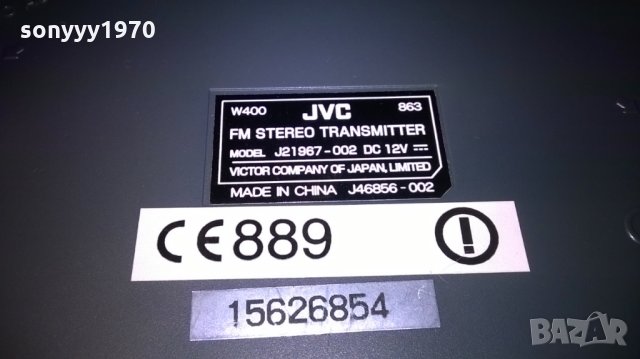 sonyyy1970
W400 JVC 863
FM STEREO TRANSMITTER
MODEL J21967-002 DC 12V ⎓
VICTOR COMPANY OF JAPAN, LIMITED
MADE IN CHINA J46856-002
CE889
15626854
BAZAR